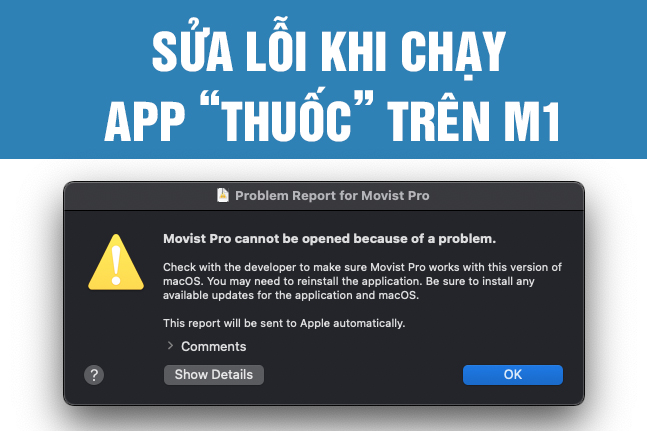 SỬA LỖI KHI CHẠY
APP “THUỐC” TRÊN M1
Problem Report for Movist Pro
Movist Pro cannot be opened because of a problem.
Check with the developer to make sure Movist Pro works with this version of
macOS. You may need to reinstall the application. Be sure to install any
available updates for the application and macOS.
This report will be sent to Apple automatically.
Comments
?
Show Details
OK